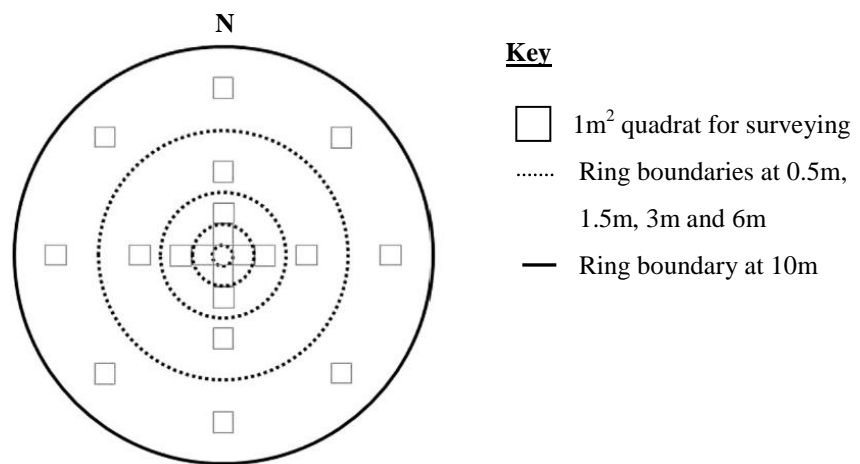 N
Key
1m² quadrat for surveying
Ring boundaries at 0.5m,
1.5m, 3m and 6m
Ring boundary at 10m